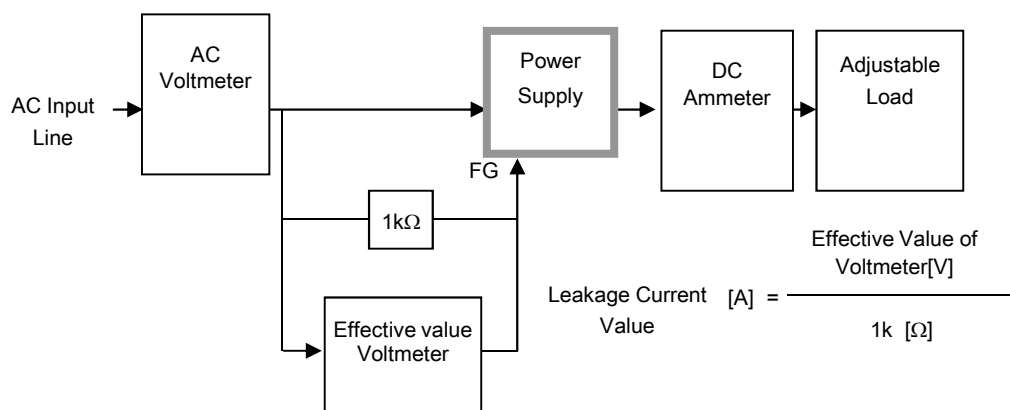 AC
Voltmeter
AC Input
Line
Power
Supply
FG
DC
Ammeter
Adjustable
Load
1kΩ
Effective value
Voltmeter
Leakage Current [A] =
Value
Effective Value of
Voltmeter[V]
1k [Ω]